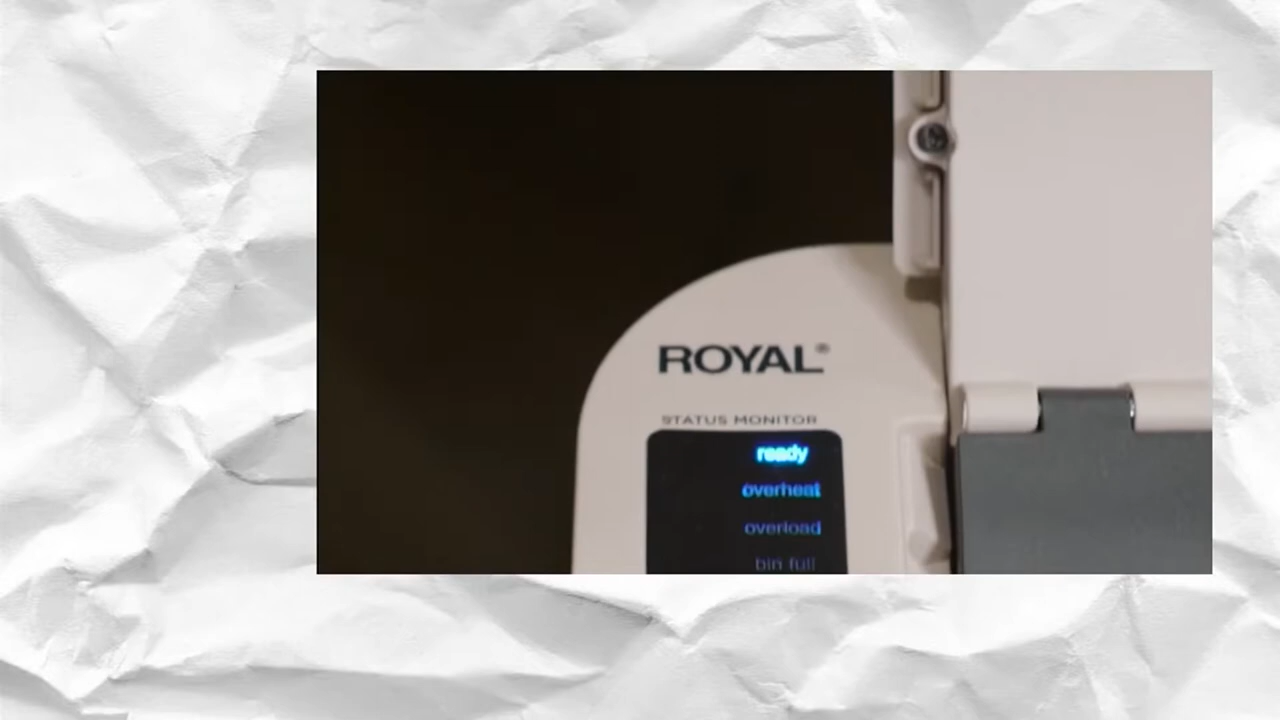 ROYAL®
STATUS MONITOR
ready
overheat
overload
bin full